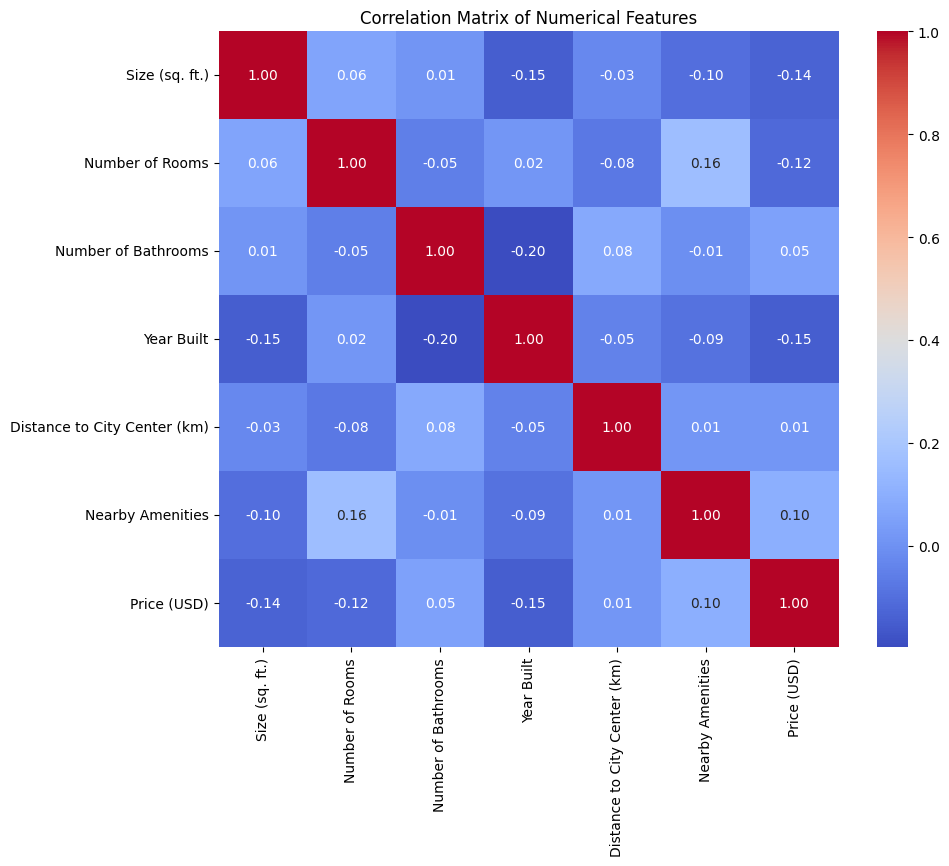 Correlation Matrix of Numerical Features
Size (sq. ft.) 1.00 0.06 0.01 -0.15 -0.03 -0.10 -0.14
Number of Rooms 0.06 1.00 -0.05 0.02 -0.08 0.16 -0.12
Number of Bathrooms 0.01 -0.05 1.00 -0.20 0.08 -0.01 0.05
Year Built -0.15 0.02 -0.20 1.00 -0.05 -0.09 -0.15
Distance to City Center (km) -0.03 -0.08 0.08 -0.05 1.00 0.01 0.01
Nearby Amenities -0.10 0.16 -0.01 -0.09 0.01 1.00 0.10
Price (USD) -0.14 -0.12 0.05 -0.15 0.01 0.10 1.00
Size (sq. ft.)
Number of Rooms
Number of Bathrooms
Year Built
Distance to City Center (km)
Nearby Amenities
Price (USD)
1.0
0.8
0.6
0.4
0.2
0.0